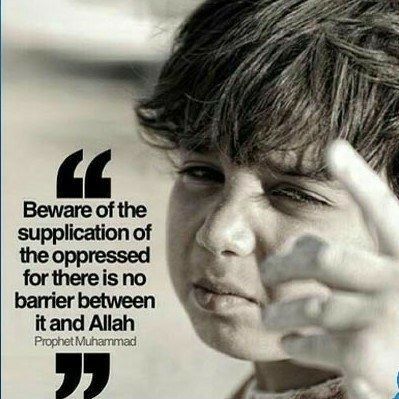 “
Beware of the
supplication of
the oppressed
for there is no
barrier between
it and Allah
Prophet Muhammad
”